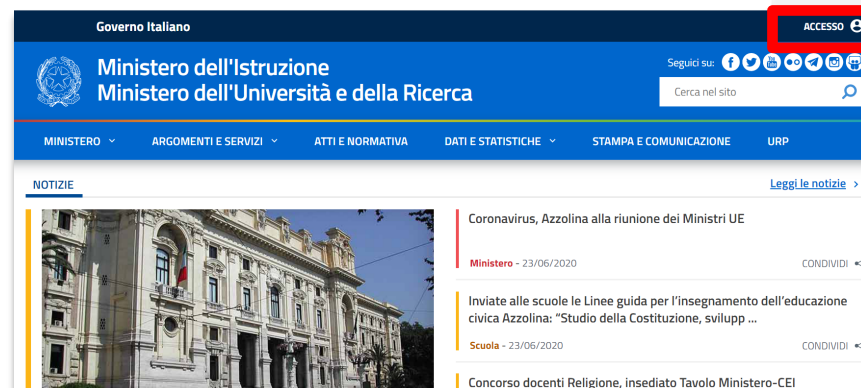 Governo Italiano
ACCESSO
Ministero dell'Istruzione
Ministero dell'Università e della Ricerca
Seguici su:
Cerca nel sito
MINISTERO
ARGOMENTI E SERVIZI
ATTI E NORMATIVA
DATI E STATISTICHE
STAMPA E COMUNICAZIONE
URP
NOTIZIE
Leggi le notizie
Coronavirus, Azzolina alla riunione dei Ministri UE
Ministero - 23/06/2020
CONDIVIDI
Inviate alle scuole le Linee guida per l'insegnamento dell'educazione
civica Azzolina: “Studio della Costituzione, svilupp ...
Scuola - 23/06/2020
CONDIVIDI
Concorso docenti Religione, insediato Tavolo Ministero-CEI